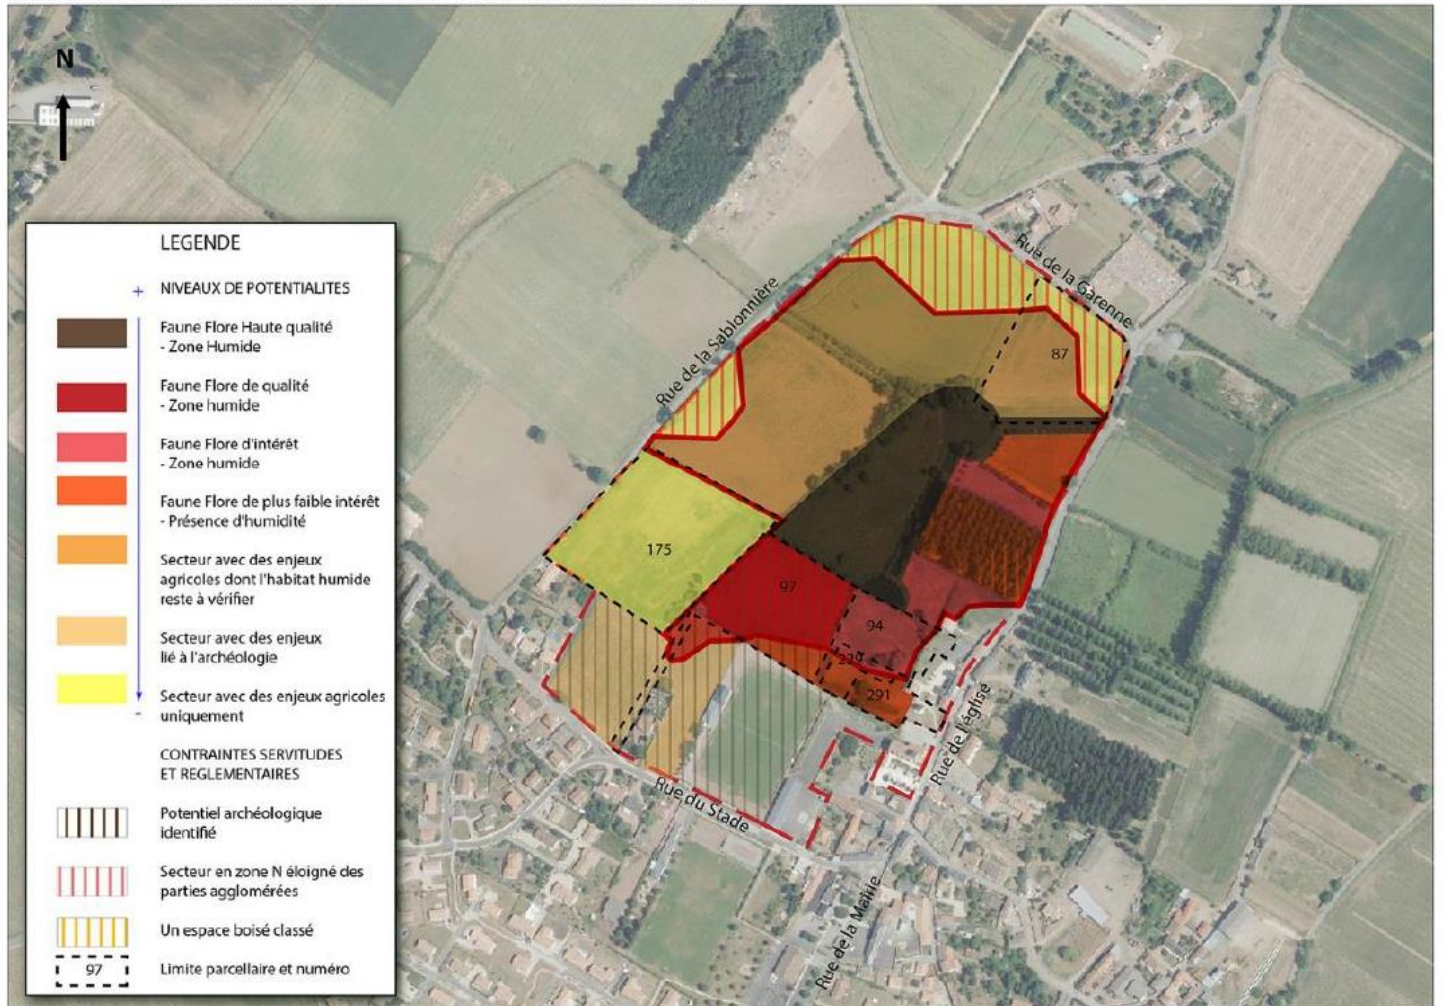 N
LEGENDE
+ NIVEAUX DE POTENTIALITES
Faune Flore Haute qualité
- Zone Humide
Faune Flore de qualité
- Zone humide
Faune Flore d'intérêt
- Zone humide
Faune Flore de plus faible intérêt
- Présence d'humidité
Secteur avec des enjeux
agricoles dont l'habitat humide
reste à vérifier
Secteur avec des enjeux
lié à l'archéologie
Secteur avec des enjeux agricoles
-
uniquement
CONTRAINTES SERVITUDES
ET REGLEMENTAIRES
Potentiel archéologique
identifié
Secteur en zone N éloigné des
parties agglomérées
Un espace boisé classé
97 Limite parcellaire et numéro
Rue de la Garenne
Rue de la Sablonnière
87
175
97
94
291
Rue de l'église
Rue du Stade
Rue de la Mairie